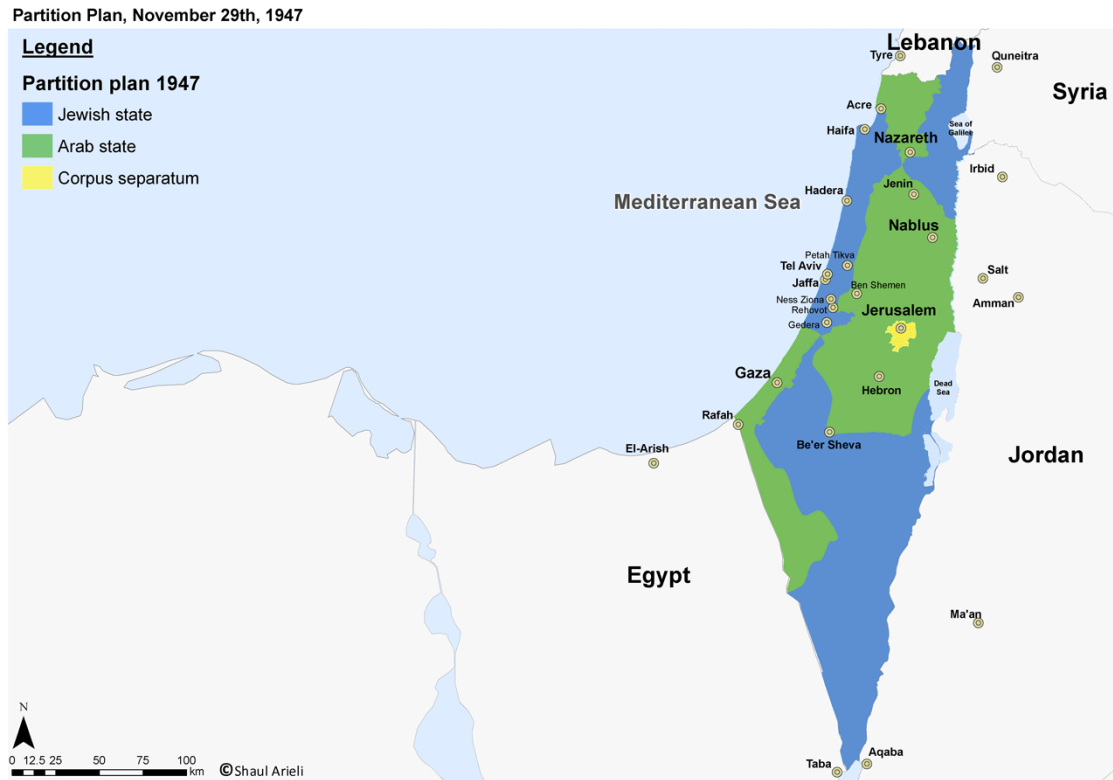 Partition Plan, November 29th, 1947
Legend
Partition plan 1947
Jewish state
Arab state
Corpus separatum
Lebanon
Tyre
Quneitra
Syria
Acre
Haifa
Sea of
Galilee
Nazareth
Irbid
Jenin
Hadera
Mediterranean Sea
Nablus
Petah Tikva
Tel Aviv
Jaffa
Salt
Ben Shemen
Ness Ziona
Rehovot
Amman
Jerusalem
Gedera
Gaza
Hebron
Dead
Sea
Rafah
Be'er Sheva
El-Arish
Jordan
Egypt
Ma'an
N
Aqaba
Taba
0 12.5 25 50 75 100
km
©Shaul Arieli